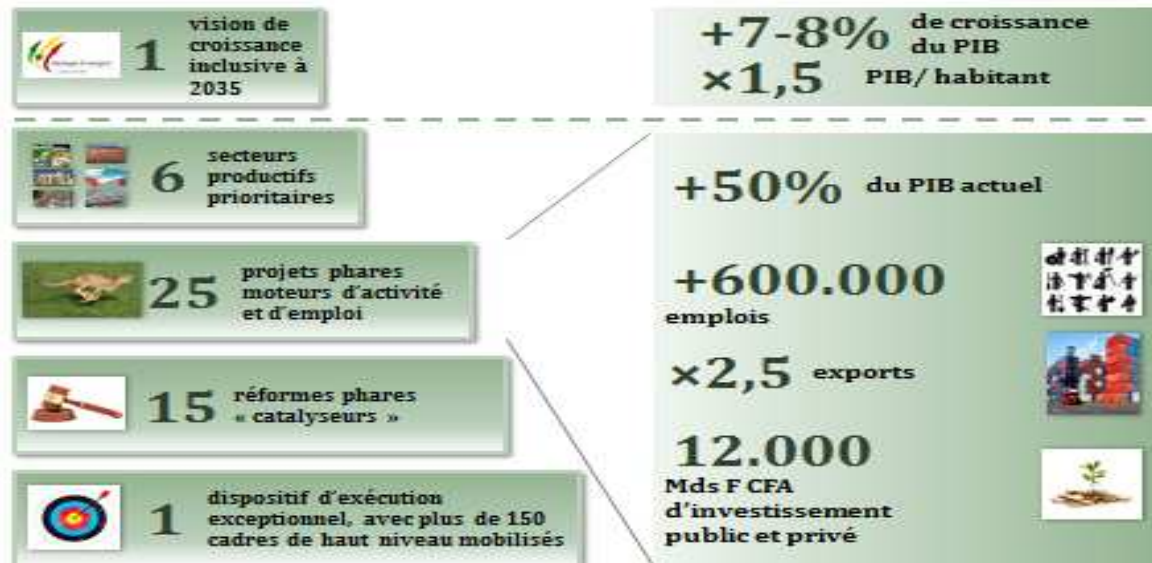 1
vision de
croissance
inclusive à
2035
+7-8% de croissance
du PIB
×1,5 PIB/ habitant
6
secteurs
productifs
prioritaires
25
projets phares
moteurs d'activité
et d'emploi
15
réformes phares
« catalyseurs »
1
dispositif d'exécution
exceptionnel, avec plus de 150
cadres de haut niveau mobilisés
+50% du PIB actuel
+600.000
emplois
×2,5 exports
12.000
Mds F CFA
d'investissement
public et privé